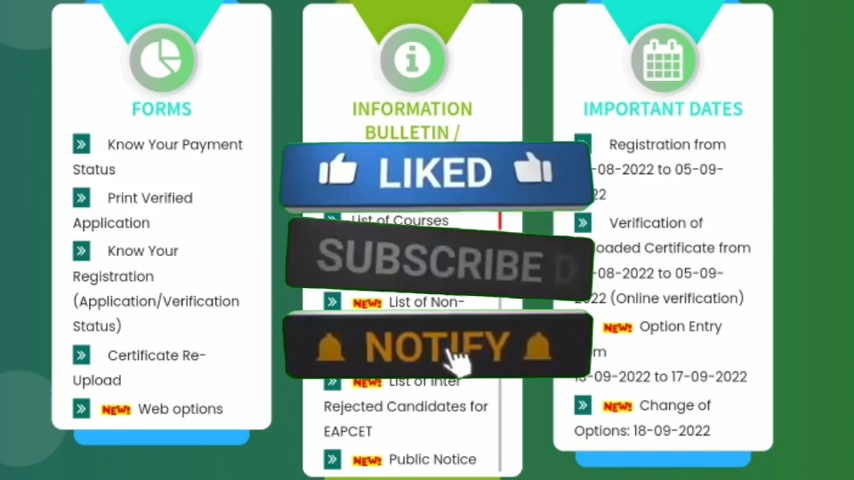 FORMS
Know Your Payment
Status
Print Verified
Application
Know Your
Registration
(Application/Verification
Status)
Certificate Re-
Upload
NEW! Web options
INFORMATION
BULLETIN /
LIKED
List of Courses
SUBSCRIBE D
NEW! List of Non-
NOTIFY
NEW! List of Inter
Rejected Candidates for
EAPCET
NEW! Public Notice
IMPORTANT DATES
Registration from
-08-2022 to 05-09-
22
Verification of
loaded Certificate from
-08-2022 to 05-09-
2022 (Online verification)
NEW! Option Entry
-09-2022 to 17-09-2022
NEW! Change of
Options: 18-09-2022